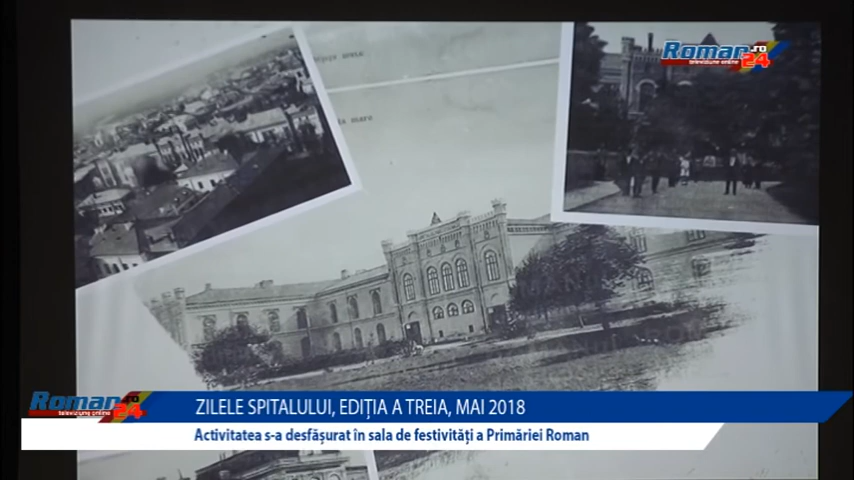 Roman.ro
televiziune online 24
mare
Roman.ro
televiziune online 24
ZILELE SPITALULUI, EDIȚIA A TREIA, MAI 2018
Activitatea s-a desfășurat în sala de festivități a Primăriei Roman